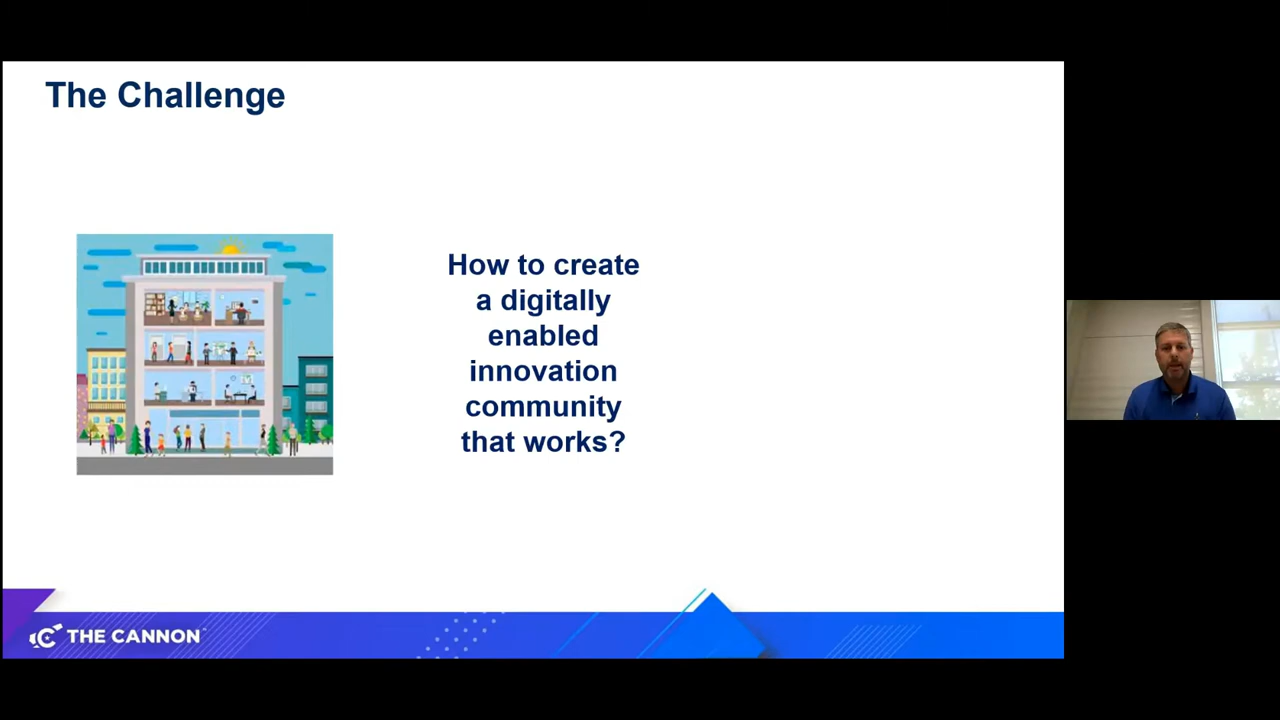 The Challenge
How to create
a digitally
enabled
innovation
community
that works?
THE CANNON